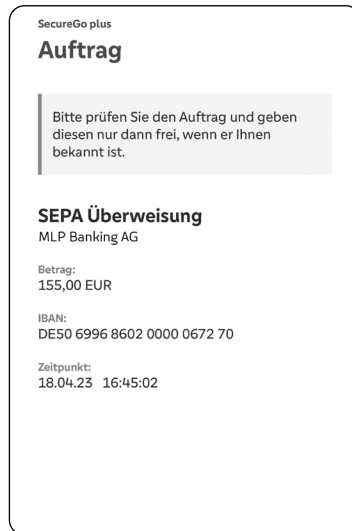 SecureGo plus
Auftrag
Bitte prüfen Sie den Auftrag und geben
diesen nur dann frei, wenn er Ihnen
bekannt ist.
SEPA Überweisung
MLP Banking AG
Betrag:
155,00 EUR
IBAN:
DE50 6996 8602 0000 0672 70
Zeitpunkt:
18.04.23 16:45:02